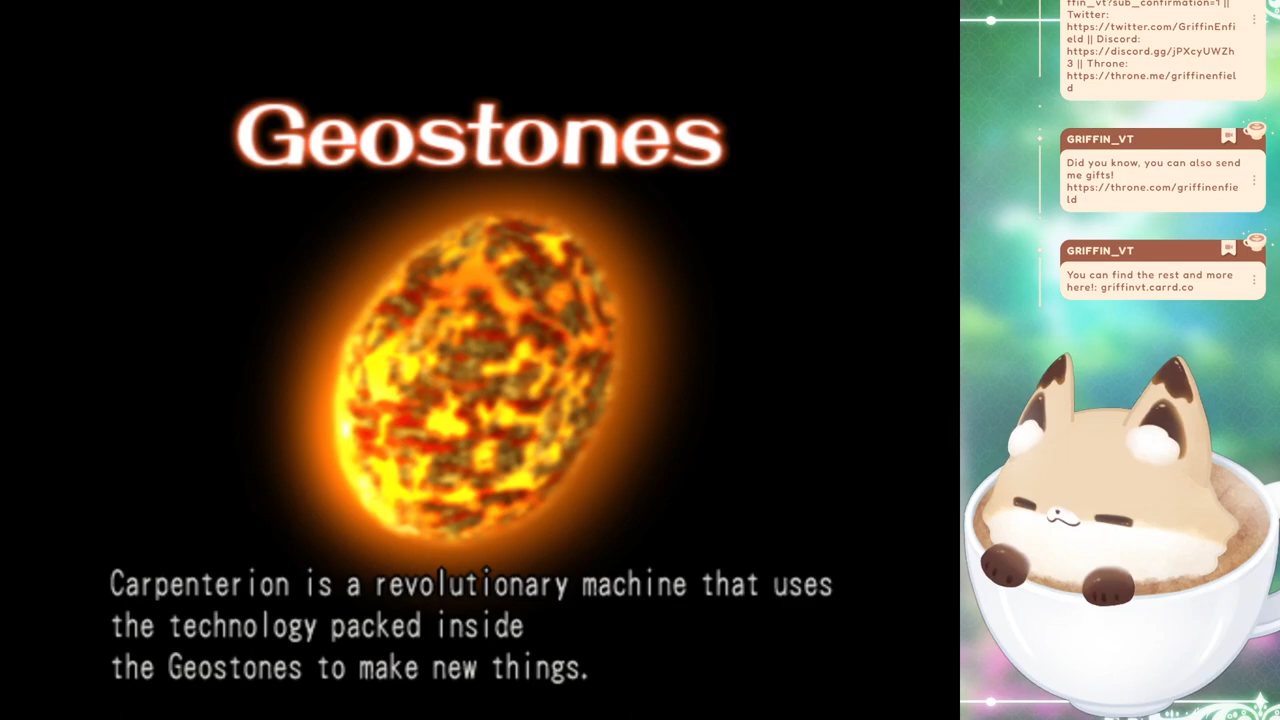 Geostones
Carpenterion is a revolutionary machine that uses
the technology packed inside
the Geostones to make new things.
ffin_vt?sub_confirmation=1 ||
Twitter:
https://twitter.com/GriffinEnfi
eld || Discord:
https://discord.gg/jPXcyUWZh
3 || Throne:
https://throne.me/griffinenfiel
d
GRIFFIN_VT
Did you know, you can also send
me gifts!
https://throne.com/griffinenfie
ld
GRIFFIN_VT
You can find the rest and more
here!: griffinvt.carrd.co